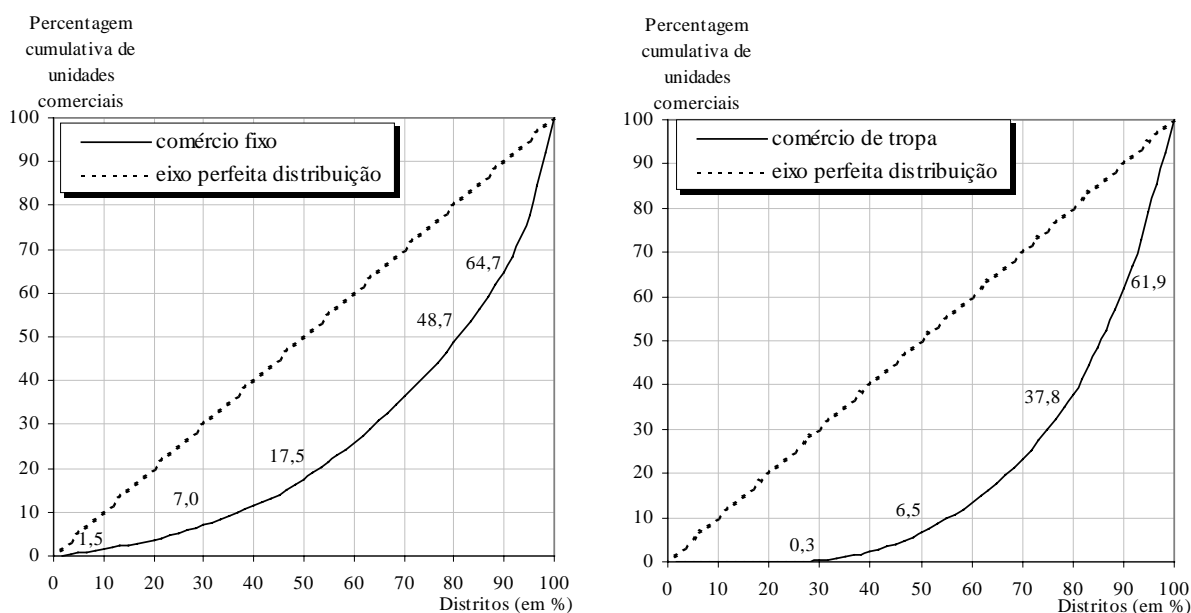 Percentagem
cumulativa de
unidades
comerciais
100
90
80
70
60
50
40
30
20
10
0
comércio fixo
eixo perfeita distribuição
64,7
48,7
17,5
7,0
1,5
0 10 20 30 40 50 60 70 80 90 100
Distritos (em %)
Percentagem
cumulativa de
unidades
comerciais
100
90
80
70
60
50
40
30
20
10
0
comércio de tropa
eixo perfeita distribuição
61,9
37,8
6,5
0,3
0 10 20 30 40 50 60 70 80 90 100
Distritos (em %)